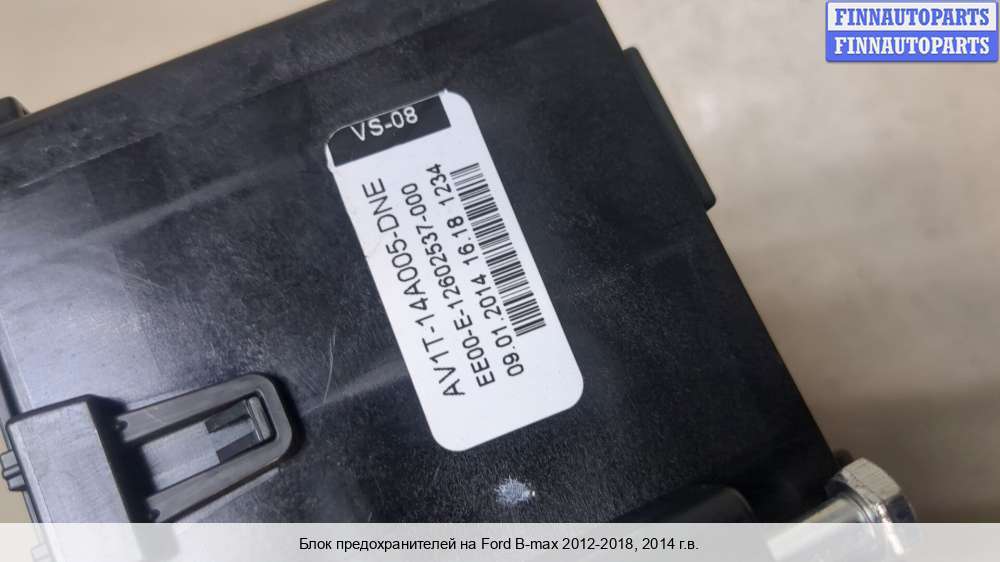 FINNAUTOPARTS
FINNAUTOPARTS
VS-08
AV1T-14A005-DNE
EE00-E-12602537-000
09.01.2014 16.18 1234
Блок предохранителей на Ford B-max 2012-2018, 2014 г.в.